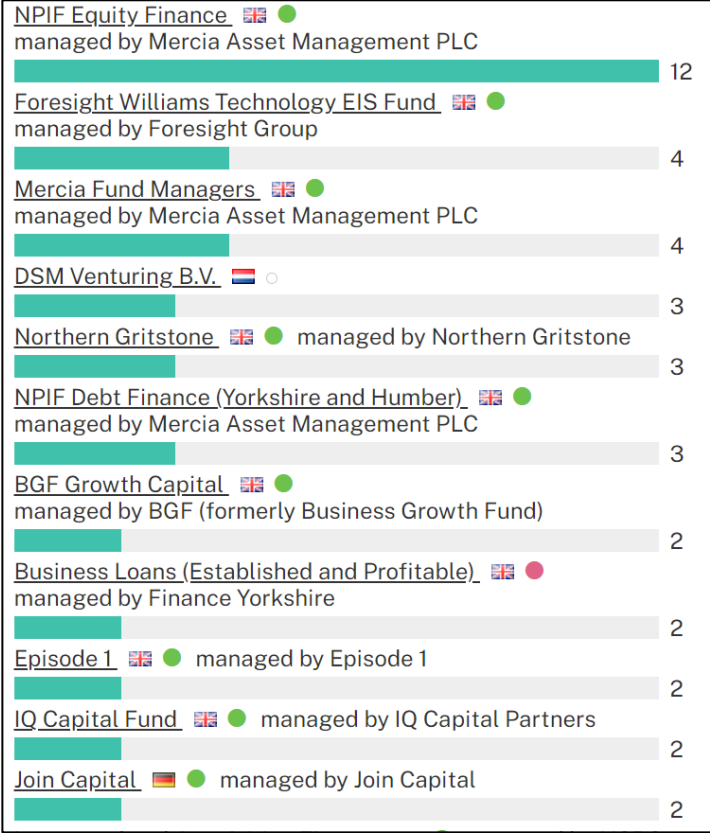 NPIF Equity Finance
managed by Mercia Asset Management PLC
12
Foresight Williams Technology EIS Fund
managed by Foresight Group
4
Mercia Fund Managers
managed by Mercia Asset Management PLC
4
DSM Venturing B.V.
3
Northern Gritstone managed by Northern Gritstone
3
NPIF Debt Finance (Yorkshire and Humber)
managed by Mercia Asset Management PLC
3
BGF Growth Capital
managed by BGF (formerly Business Growth Fund)
2
Business Loans (Established and Profitable)
managed by Finance Yorkshire
2
Episode 1 managed by Episode 1
2
IQ Capital Fund managed by IQ Capital Partners
2
Join Capital managed by Join Capital
2